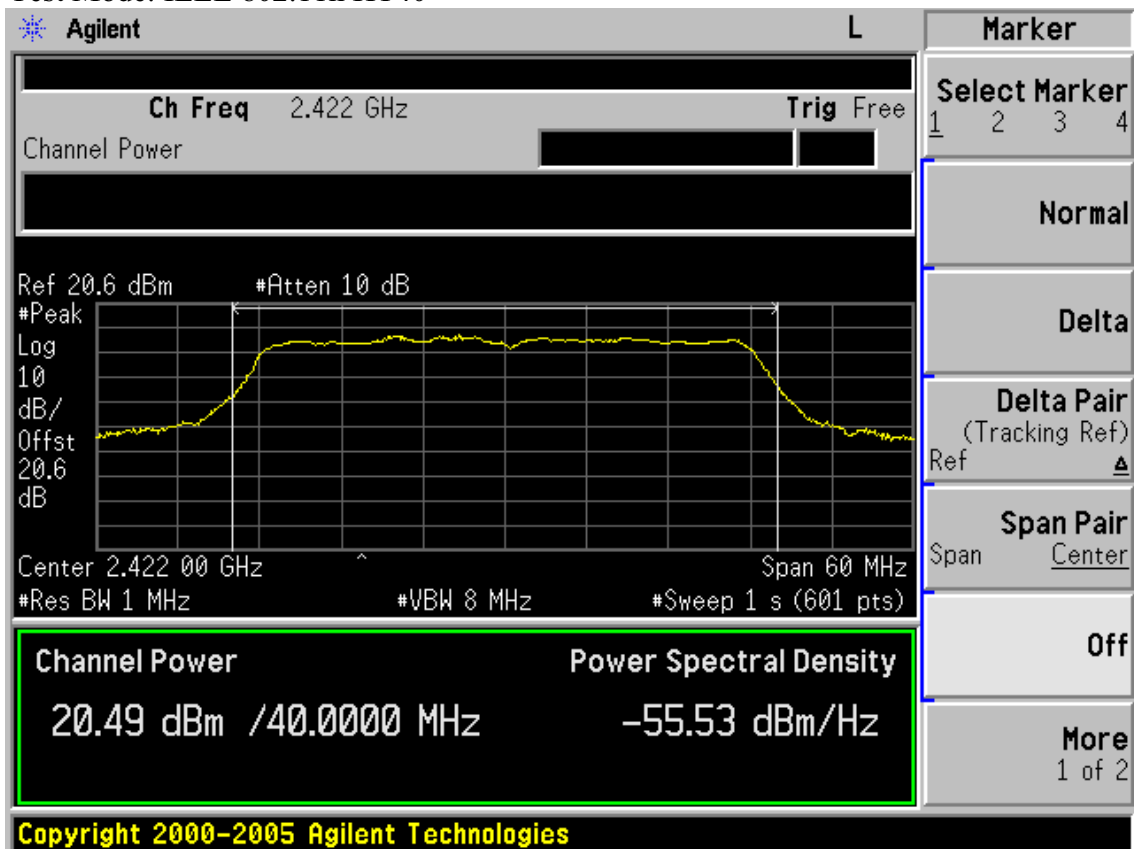 Agilent L
Marker
Select Marker
1 2 3 4
Normal
Delta
Delta Pair
(Tracking Ref)
Ref Δ
Span Pair
Span Center
Off
More
1 of 2
Ch Freq 2.422 GHz Trig Free
Channel Power
Ref 20.6 dBm #Atten 10 dB
#Peak
Log
10
dB/
Offst
20.6
dB
Center 2.422 00 GHz ^ Span 60 MHz
#Res BW 1 MHz #VBW 8 MHz #Sweep 1 s (601 pts)
Channel Power Power Spectral Density
20.49 dBm /40.0000 MHz -55.53 dBm/Hz
Copyright 2000-2005 Agilent Technologies